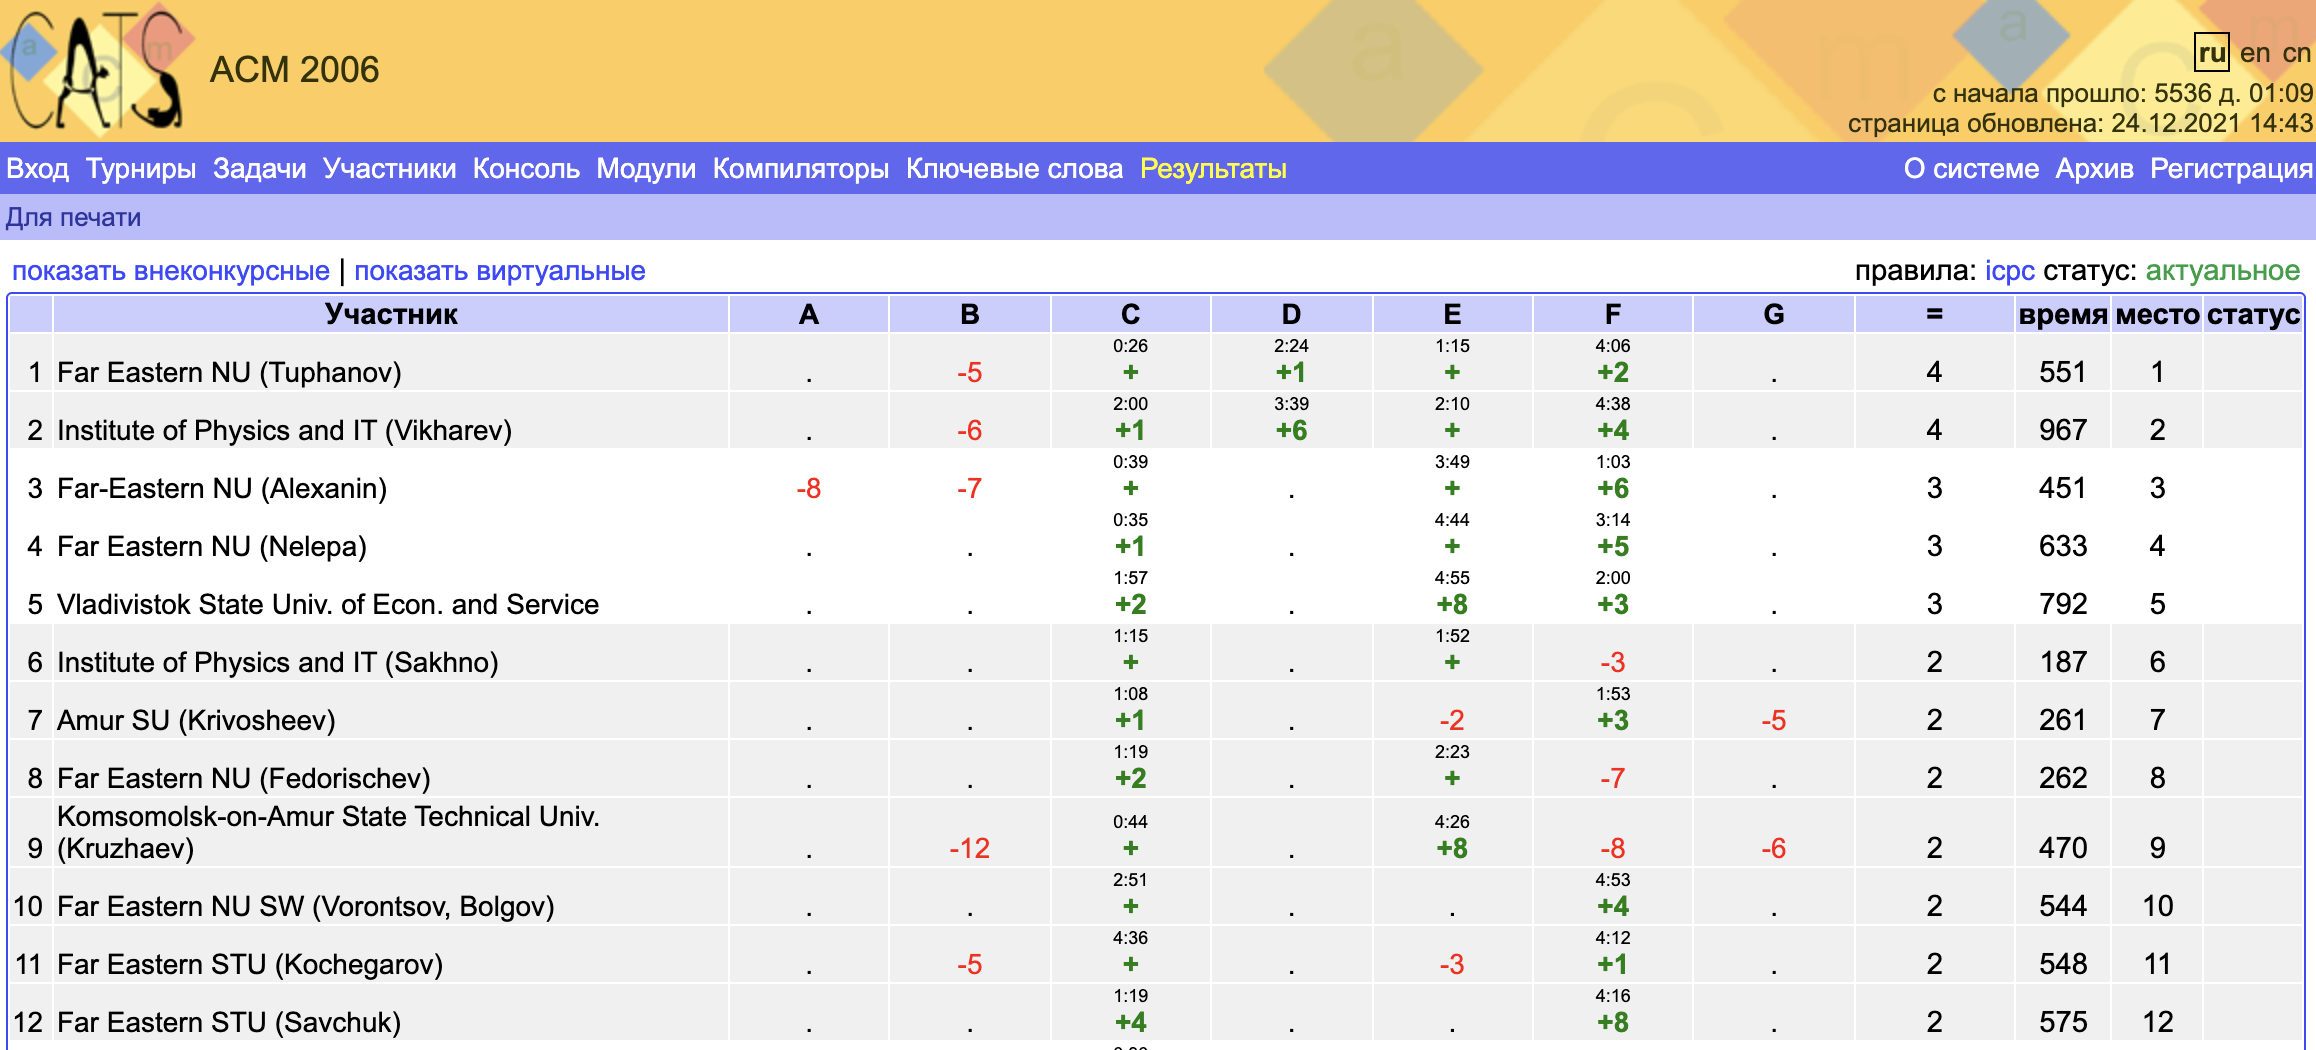 CATS ACM 2006
ru en cn
с начала прошло: 5536 д. 01:09
страница обновлена: 24.12.2021 14:43
Вход Турниры Задачи Участники Консоль Модули Компиляторы Ключевые слова Результаты О системе Архив Регистрация
Для печати
показать внеконкурсные | показать виртуальные правила: icpc статус: актуальное
Участник A B C D E F G = время место статус
0:26 2:24 1:15 4:06
1 Far Eastern NU (Tuphanov) . -5 + +1 + +2 . 4 551 1
2:00 3:39 2:10 4:38
2 Institute of Physics and IT (Vikharev) . -6 +1 +6 + +4 . 4 967 2
0:39 3:49 1:03
3 Far-Eastern NU (Alexanin) -8 -7 + . + +6 . 3 451 3
0:35 4:44 3:14
4 Far Eastern NU (Nelepa) . . +1 . + +5 . 3 633 4
1:57 4:55 2:00
5 Vladivistok State Univ. of Econ. and Service . . +2 . +8 +3 . 3 792 5
1:15 1:52
6 Institute of Physics and IT (Sakhno) . . + . + -3 . 2 187 6
1:08 1:53
7 Amur SU (Krivosheev) . . +1 . -2 +3 -5 2 261 7
1:19 2:23
8 Far Eastern NU (Fedorischev) . . +2 . + -7 . 2 262 8
Komsomolsk-on-Amur State Technical Univ. 0:44 4:26
9 (Kruzhaev) . -12 + . +8 -8 -6 2 470 9
2:51 4:53
10 Far Eastern NU SW (Vorontsov, Bolgov) . . + . . +4 . 2 544 10
4:36 4:12
11 Far Eastern STU (Kochegarov) . -5 + . -3 +1 . 2 548 11
1:19 4:16
12 Far Eastern STU (Savchuk) . . +4 . . +8 . 2 575 12